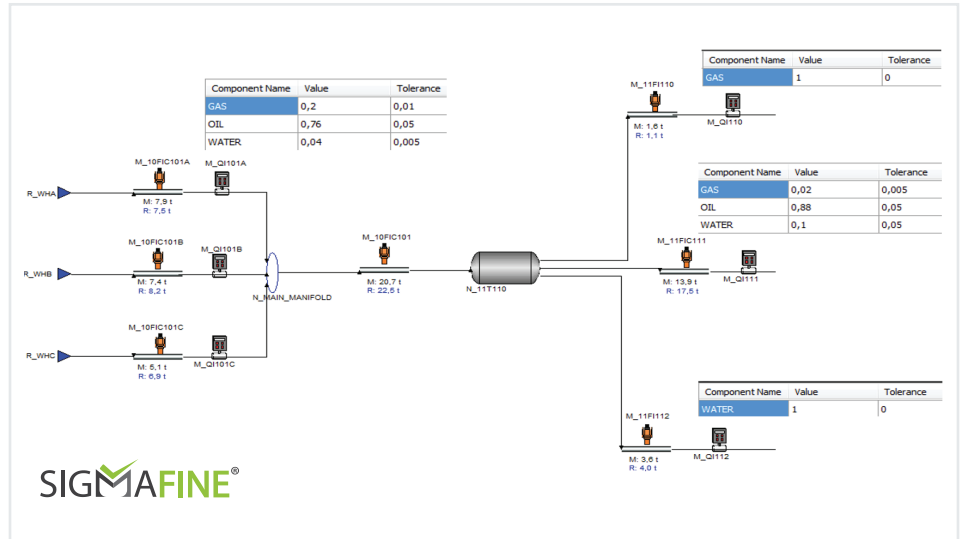 Component Name Value Tolerance
GAS 1 0
Component Name Value Tolerance
GAS 0,2 0,01
OIL 0,76 0,05
WATER 0,04 0,005
M_11FI110
M_QI110
M: 1,6 t
R: 1,1 t
M_10FIC101A
M_QI101A
R_WHA
M: 7,9 t
R: 7,5 t
Component Name Value Tolerance
GAS 0,02 0,005
OIL 0,88 0,05
WATER 0,1 0,05
M_10FIC101B
M_QI101B
R_WHB
M: 7,4 t
R: 8,2 t
N_MAIN_MANIFOLD
M_10FIC101
M: 20,7 t
R: 22,5 t
N_11T110
M_11FIC111
M_QI111
M: 13,9 t
R: 17,5 t
M_10FIC101C
R_WHC
M_QI101C
M: 5,1 t
R: 6,9 t
Component Name Value Tolerance
WATER 1 0
M_11FI112
M_QI112
M: 3,6 t
R: 4,0 t
SIGMAFINE®